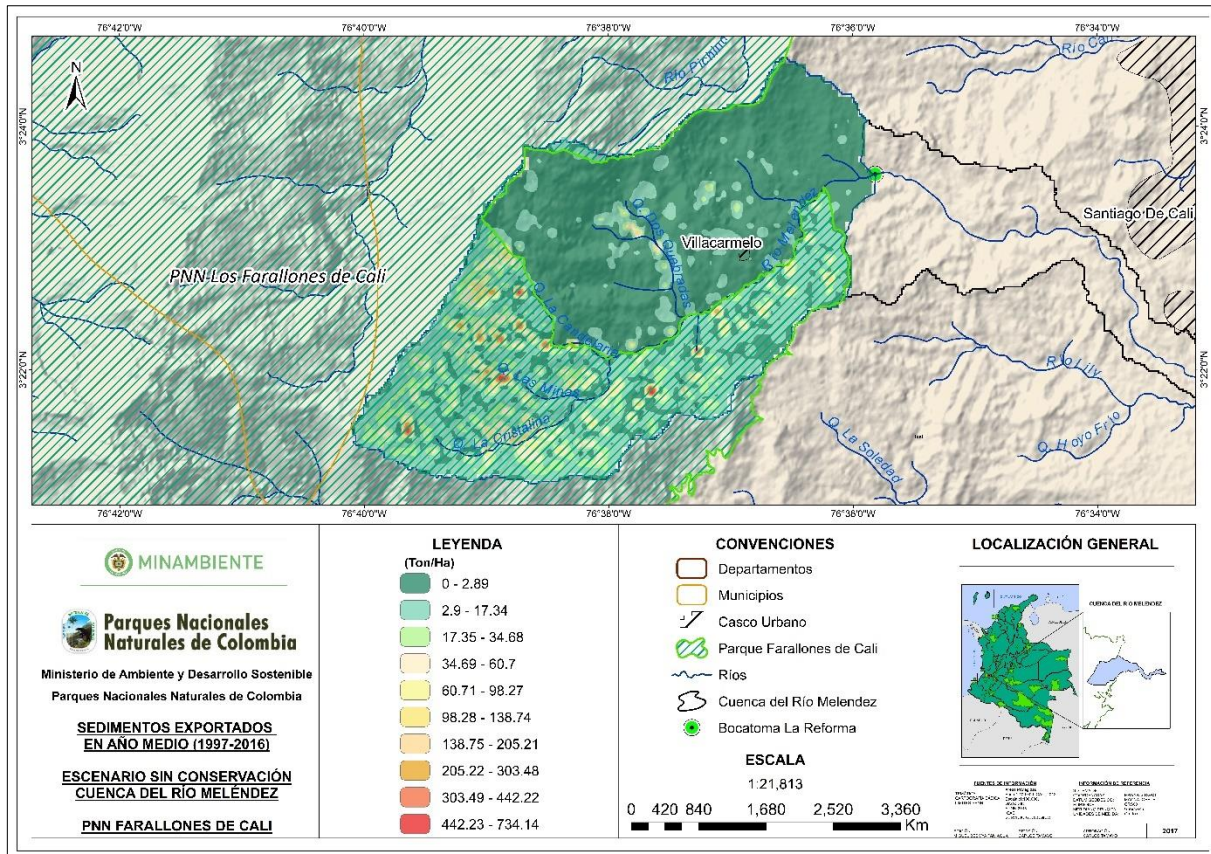 76°42'0"W 76°40'0"W 76°38'0"W 76°36'0"W 76°34'0"W
3°24'0"N
3°24'0"N
3°22'0"N
3°22'0"N
N
Río Pichindé
Río Cali
Santiago De Cali
Villacarmelo
Q. Dos Quebradas
Río Meléndez
PNN-Los Farallones de Cali
Q. La Candelaria
Q. Las Minas
Q. La Cristalina
Río Lily
Q. Hoyo Frío
Q. La Soledad
76°42'0"W 76°40'0"W 76°38'0"W 76°36'0"W 76°34'0"W
MINAMBIENTE
Parques Nacionales
Naturales de Colombia
Ministerio de Ambiente y Desarrollo Sostenible
Parques Nacionales Naturales de Colombia
SEDIMENTOS EXPORTADOS
EN AÑO MEDIO (1997-2016)
ESCENARIO SIN CONSERVACIÓN
CUENCA DEL RÍO MELÉNDEZ
PNN FARALLONES DE CALI
LEYENDA
(Ton/Ha)
0 - 2.89
2.9 - 17.34
17.35 - 34.68
34.69 - 60.7
60.71 - 98.27
98.28 - 138.74
138.75 - 205.21
205.22 - 303.48
303.49 - 442.22
442.23 - 734.14
CONVENCIONES
Departamentos
Municipios
Casco Urbano
Parque Farallones de Cali
Ríos
Cuenca del Río Melendez
Bocatoma La Reforma
ESCALA
1:21,813
0 420 840 1,680 2,520 3,360
Km
LOCALIZACIÓN GENERAL
CUENCA DEL RÍO MELENDEZ
FUENTES DE INFORMACIÓN
INFORMACIÓN DE REFERENCIA
2017